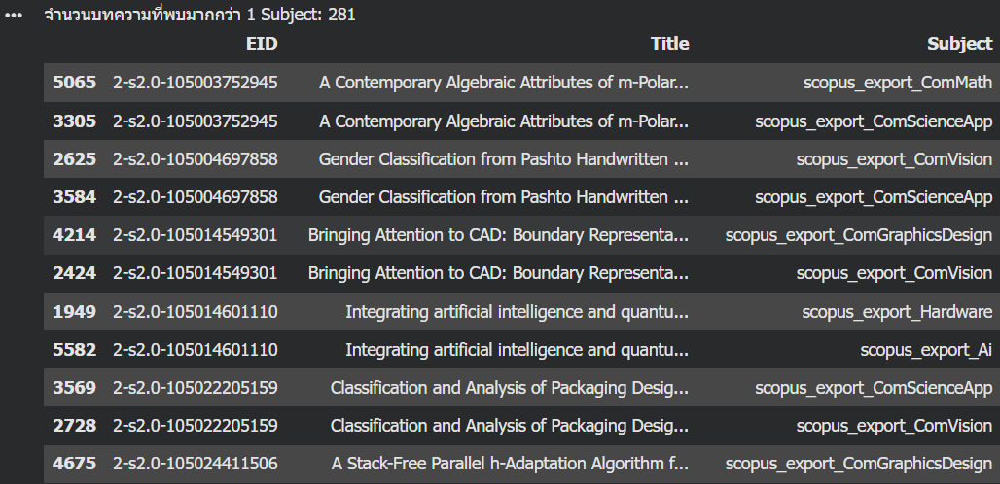 จำนวนบทความที่พบมากกว่า 1 Subject: 281
EID Title Subject
5065 2-s2.0-105003752945 A Contemporary Algebraic Attributes of m-Polar... scopus_export_ComMath
3305 2-s2.0-105003752945 A Contemporary Algebraic Attributes of m-Polar... scopus_export_ComScienceApp
2625 2-s2.0-105004697858 Gender Classification from Pashto Handwritten ... scopus_export_ComVision
3584 2-s2.0-105004697858 Gender Classification from Pashto Handwritten ... scopus_export_ComScienceApp
4214 2-s2.0-105014549301 Bringing Attention to CAD: Boundary Representa... scopus_export_ComGraphicsDesign
2424 2-s2.0-105014549301 Bringing Attention to CAD: Boundary Representa... scopus_export_ComVision
1949 2-s2.0-105014601110 Integrating artificial intelligence and quantu... scopus_export_Hardware
5582 2-s2.0-105014601110 Integrating artificial intelligence and quantu... scopus_export_Ai
3569 2-s2.0-105022205159 Classification and Analysis of Packaging Desig... scopus_export_ComScienceApp
2728 2-s2.0-105022205159 Classification and Analysis of Packaging Desig... scopus_export_ComVision
4675 2-s2.0-105024411506 A Stack-Free Parallel h-Adaptation Algorithm f... scopus_export_ComGraphicsDesign